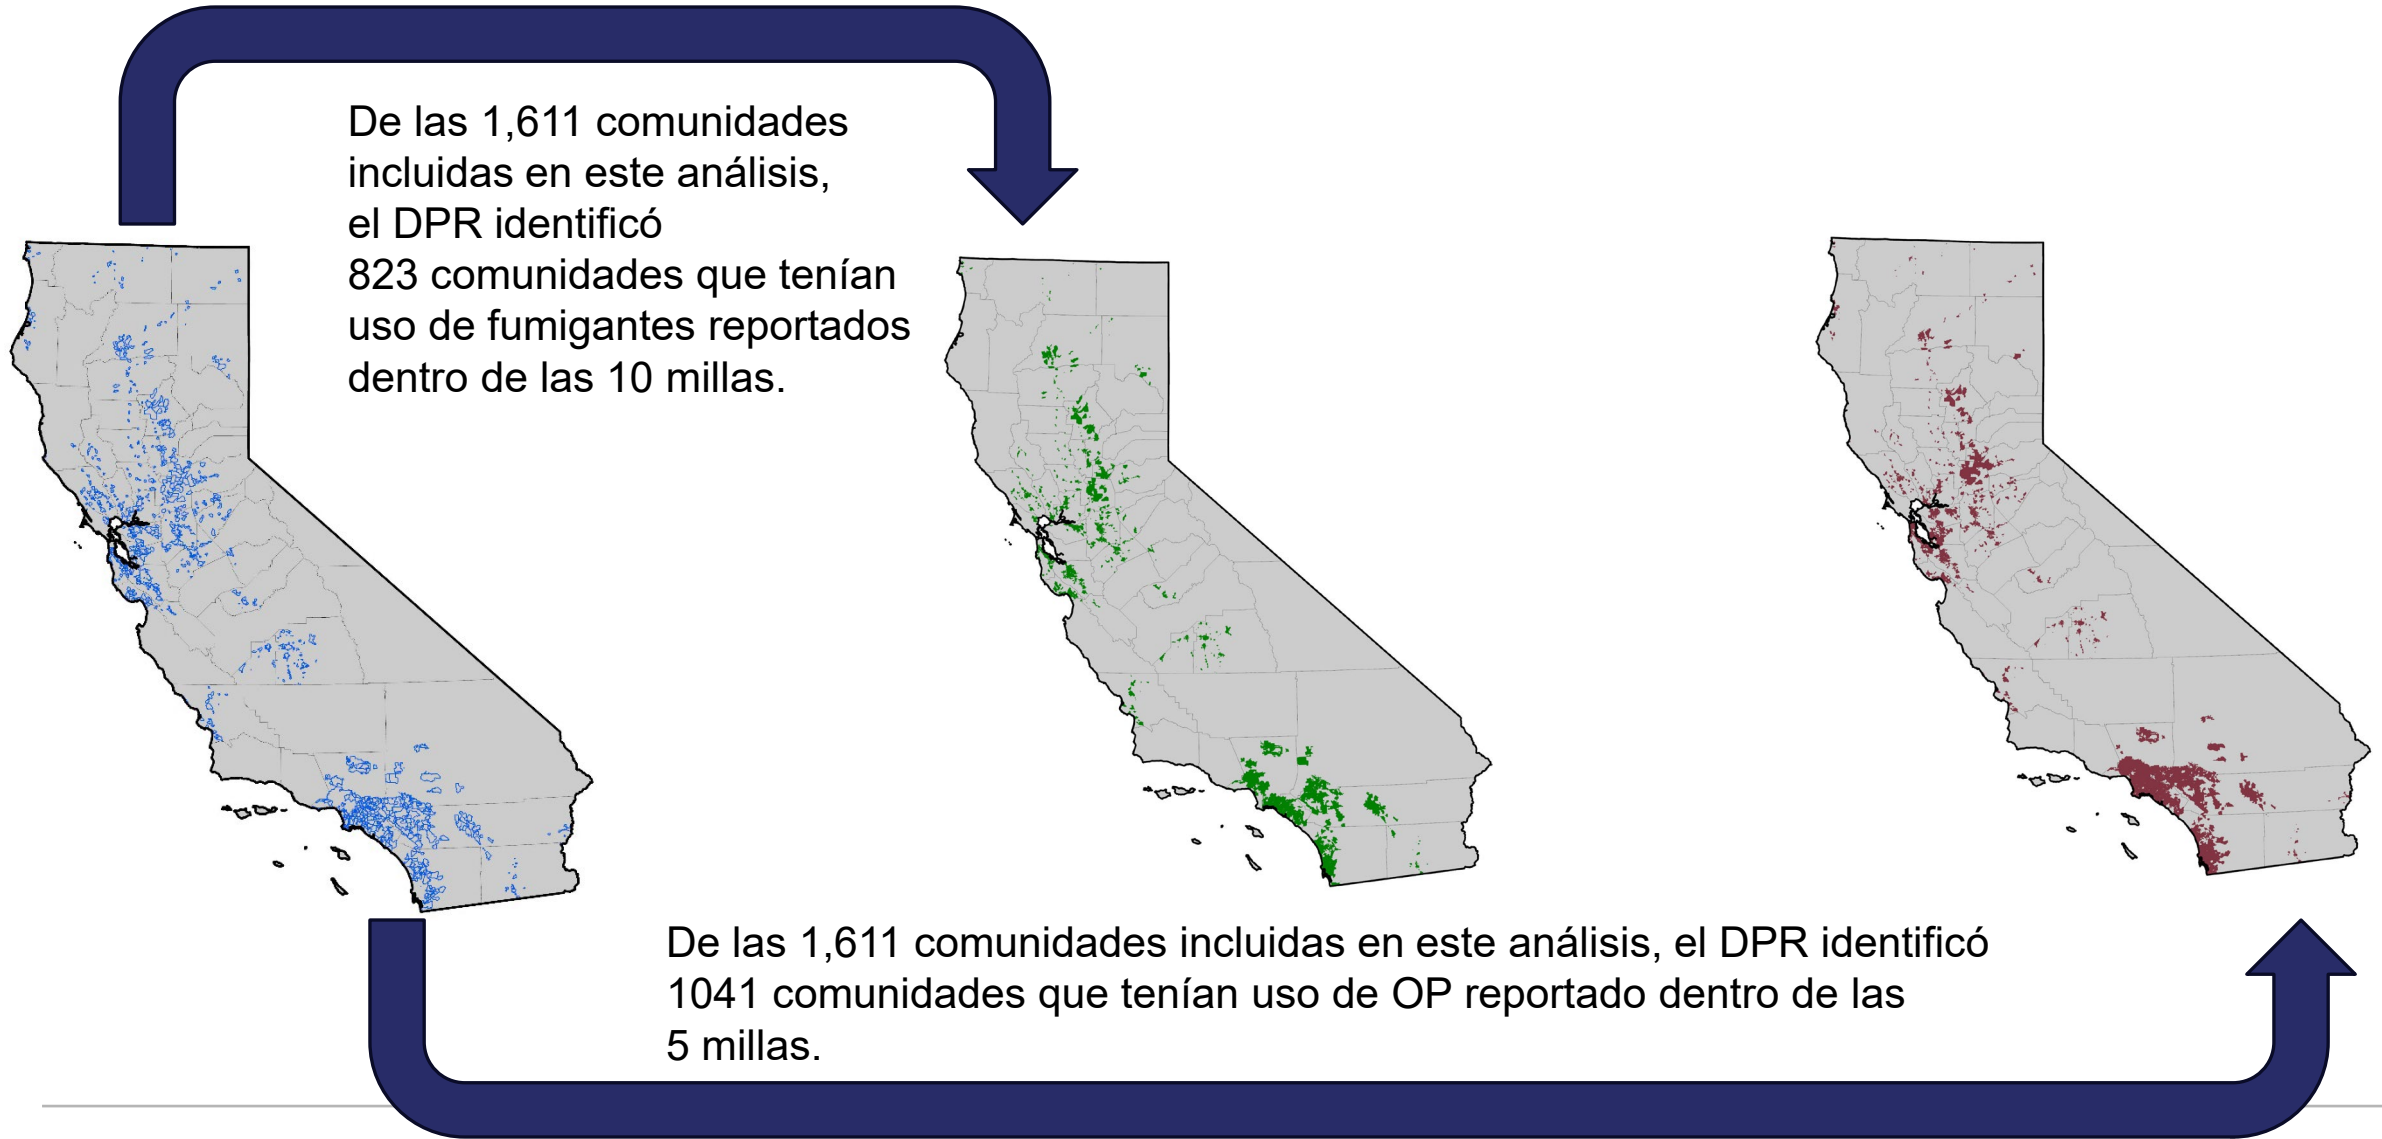 De las 1,611 comunidades
incluidas en este análisis,
el DPR identificó
823 comunidades que tenían
uso de fumigantes reportados
dentro de las 10 millas.
De las 1,611 comunidades incluidas en este análisis, el DPR identificó
1041 comunidades que tenían uso de OP reportado dentro de las
5 millas.